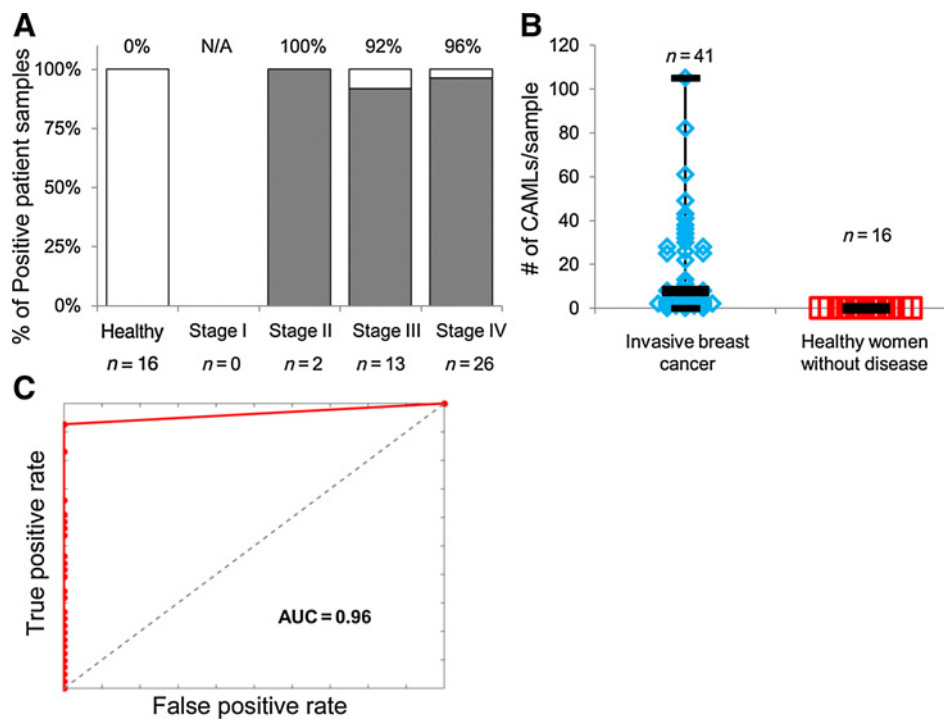 A
0% N/A 100% 92% 96%
% of Positive patient samples
100%
75%
50%
25%
0%
Healthy Stage I Stage II Stage III Stage IV
n = 16 n = 0 n = 2 n = 13 n = 26
B
# of CAMLs/sample
120
100
80
60
40
20
0
n = 41
n = 16
Invasive breast
cancer
Healthy women
without disease
C
True positive rate
AUC = 0.96
False positive rate